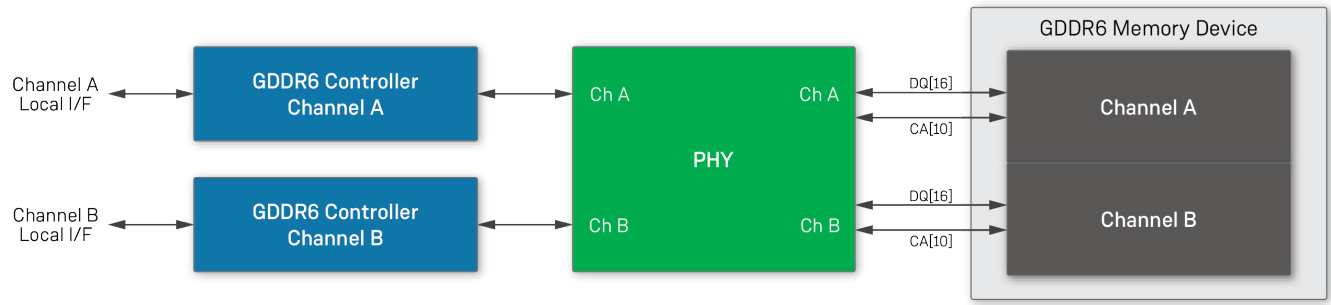 GDDR6 Memory Device
Channel A
Local I/F
GDDR6 Controller
Channel A
Ch A
Ch A
DQ[16]
CA[10]
Channel A
PHY
Channel B
Local I/F
GDDR6 Controller
Channel B
Ch B
Ch B
DQ[16]
CA[10]
Channel B